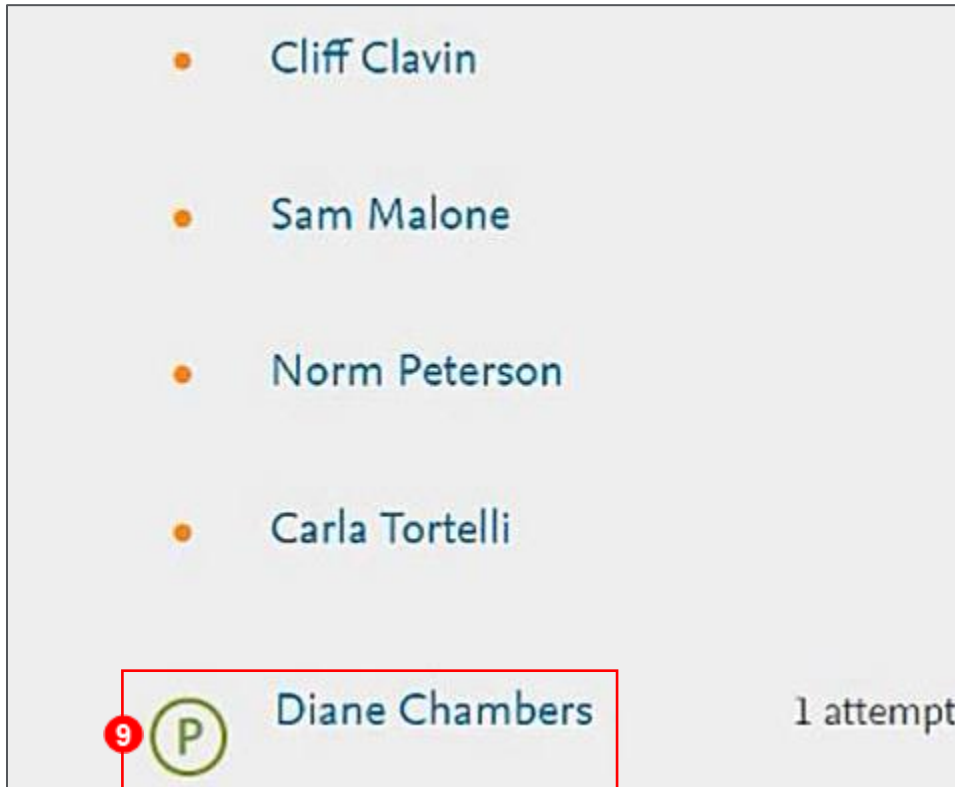 Cliff Clavin
Sam Malone
Norm Peterson
Carla Tortelli
9 P Diane Chambers 1 attempt